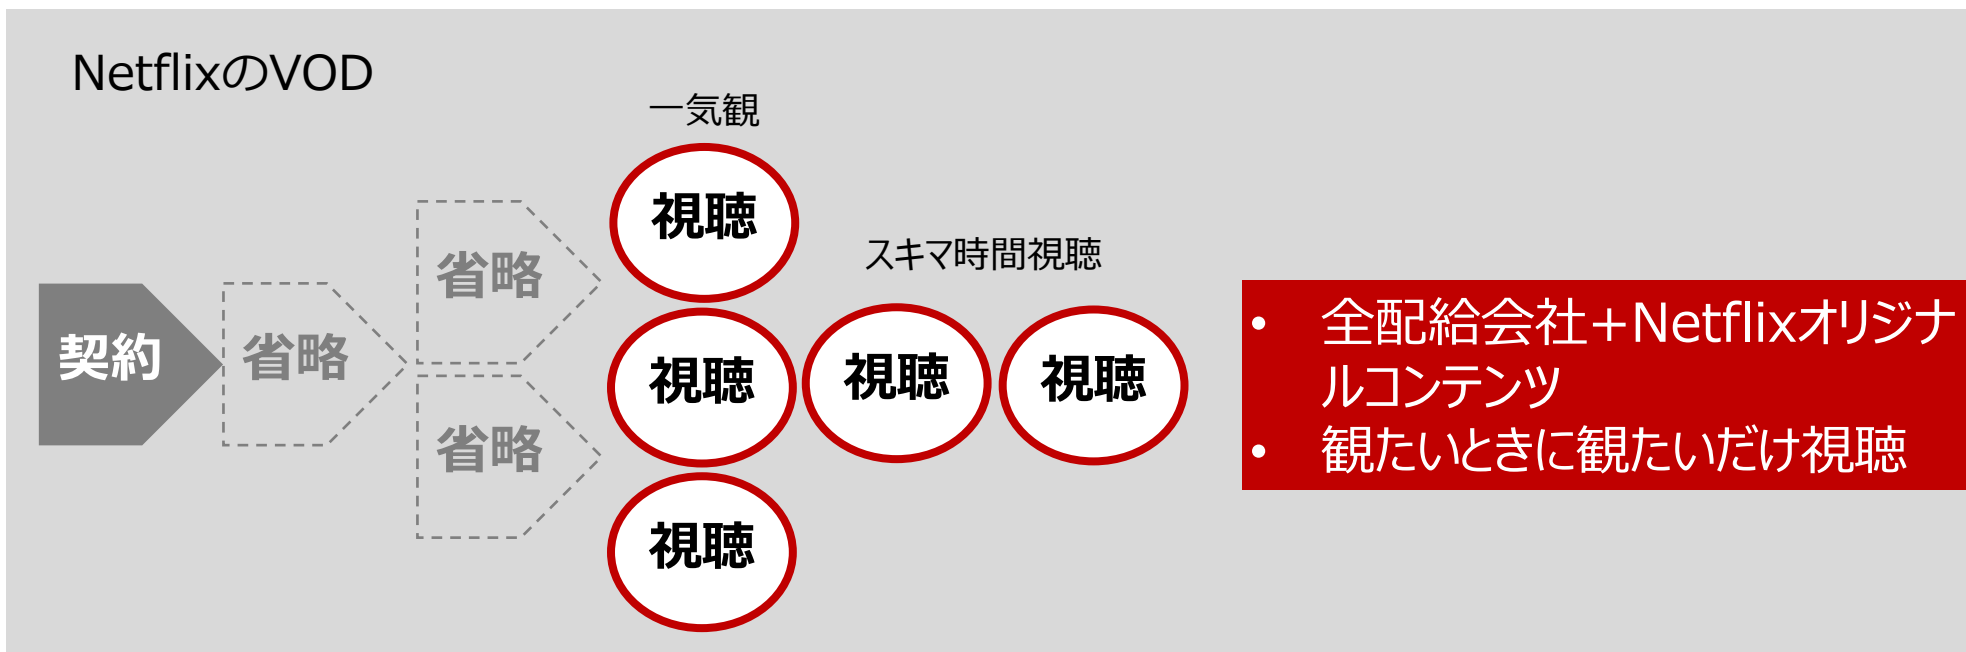 NetflixのVOD
一気観
視聴
スキマ時間視聴
省略
契約
省略
視聴
視聴
視聴
省略
視聴
• 全配給会社+Netflixオリジナ
ルコンテンツ
• 観たいときに観たいだけ視聴